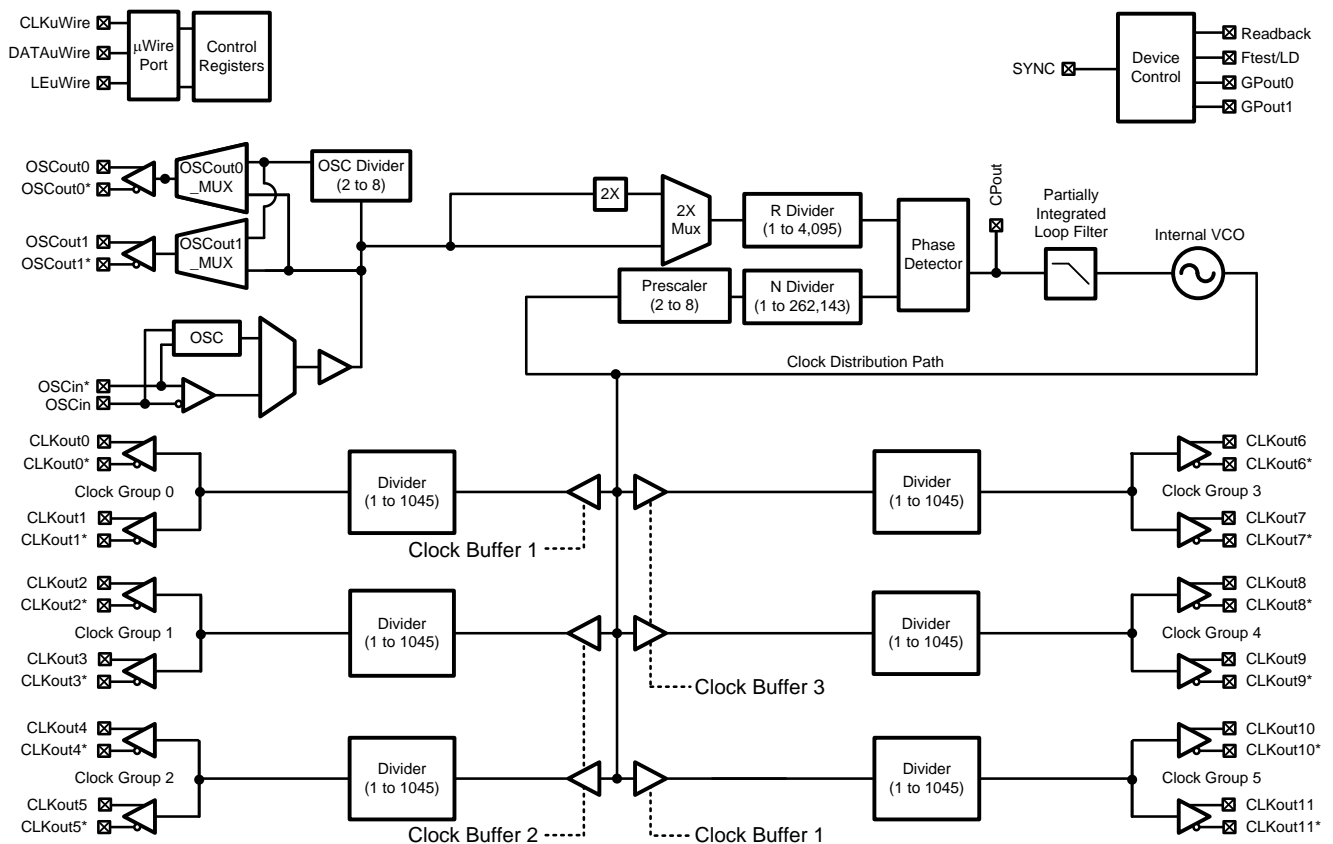 CLKuWire
DATAuWire
LEuWire
µWire
Port
Control
Registers
SYNC
Device
Control
Readback
Ftest/LD
GPout0
GPout1
OSCout0
OSCout0*
OSCout0
_MUX
OSC Divider
(2 to 8)
OSCout1
OSCout1*
OSCout1
_MUX
OSC
OSCin*
OSCin
2X
2X
Mux
R Divider
(1 to 4,095)
Prescaler
(2 to 8)
N Divider
(1 to 262,143)
Phase
Detector
CPout
Partially
Integrated
Loop Filter
Internal VCO
Clock Distribution Path
CLKout0
CLKout0*
Clock Group 0
CLKout1
CLKout1*
Divider
(1 to 1045)
Clock Buffer 1
Divider
(1 to 1045)
CLKout6
CLKout6*
Clock Group 3
CLKout7
CLKout7*
CLKout2
CLKout2*
Clock Group 1
CLKout3
CLKout3*
Divider
(1 to 1045)
Clock Buffer 3
Divider
(1 to 1045)
CLKout8
CLKout8*
Clock Group 4
CLKout9
CLKout9*
CLKout4
CLKout4*
Clock Group 2
CLKout5
CLKout5*
Divider
(1 to 1045)
Clock Buffer 2
Clock Buffer 1
Divider
(1 to 1045)
CLKout10
CLKout10*
Clock Group 5
CLKout11
CLKout11*